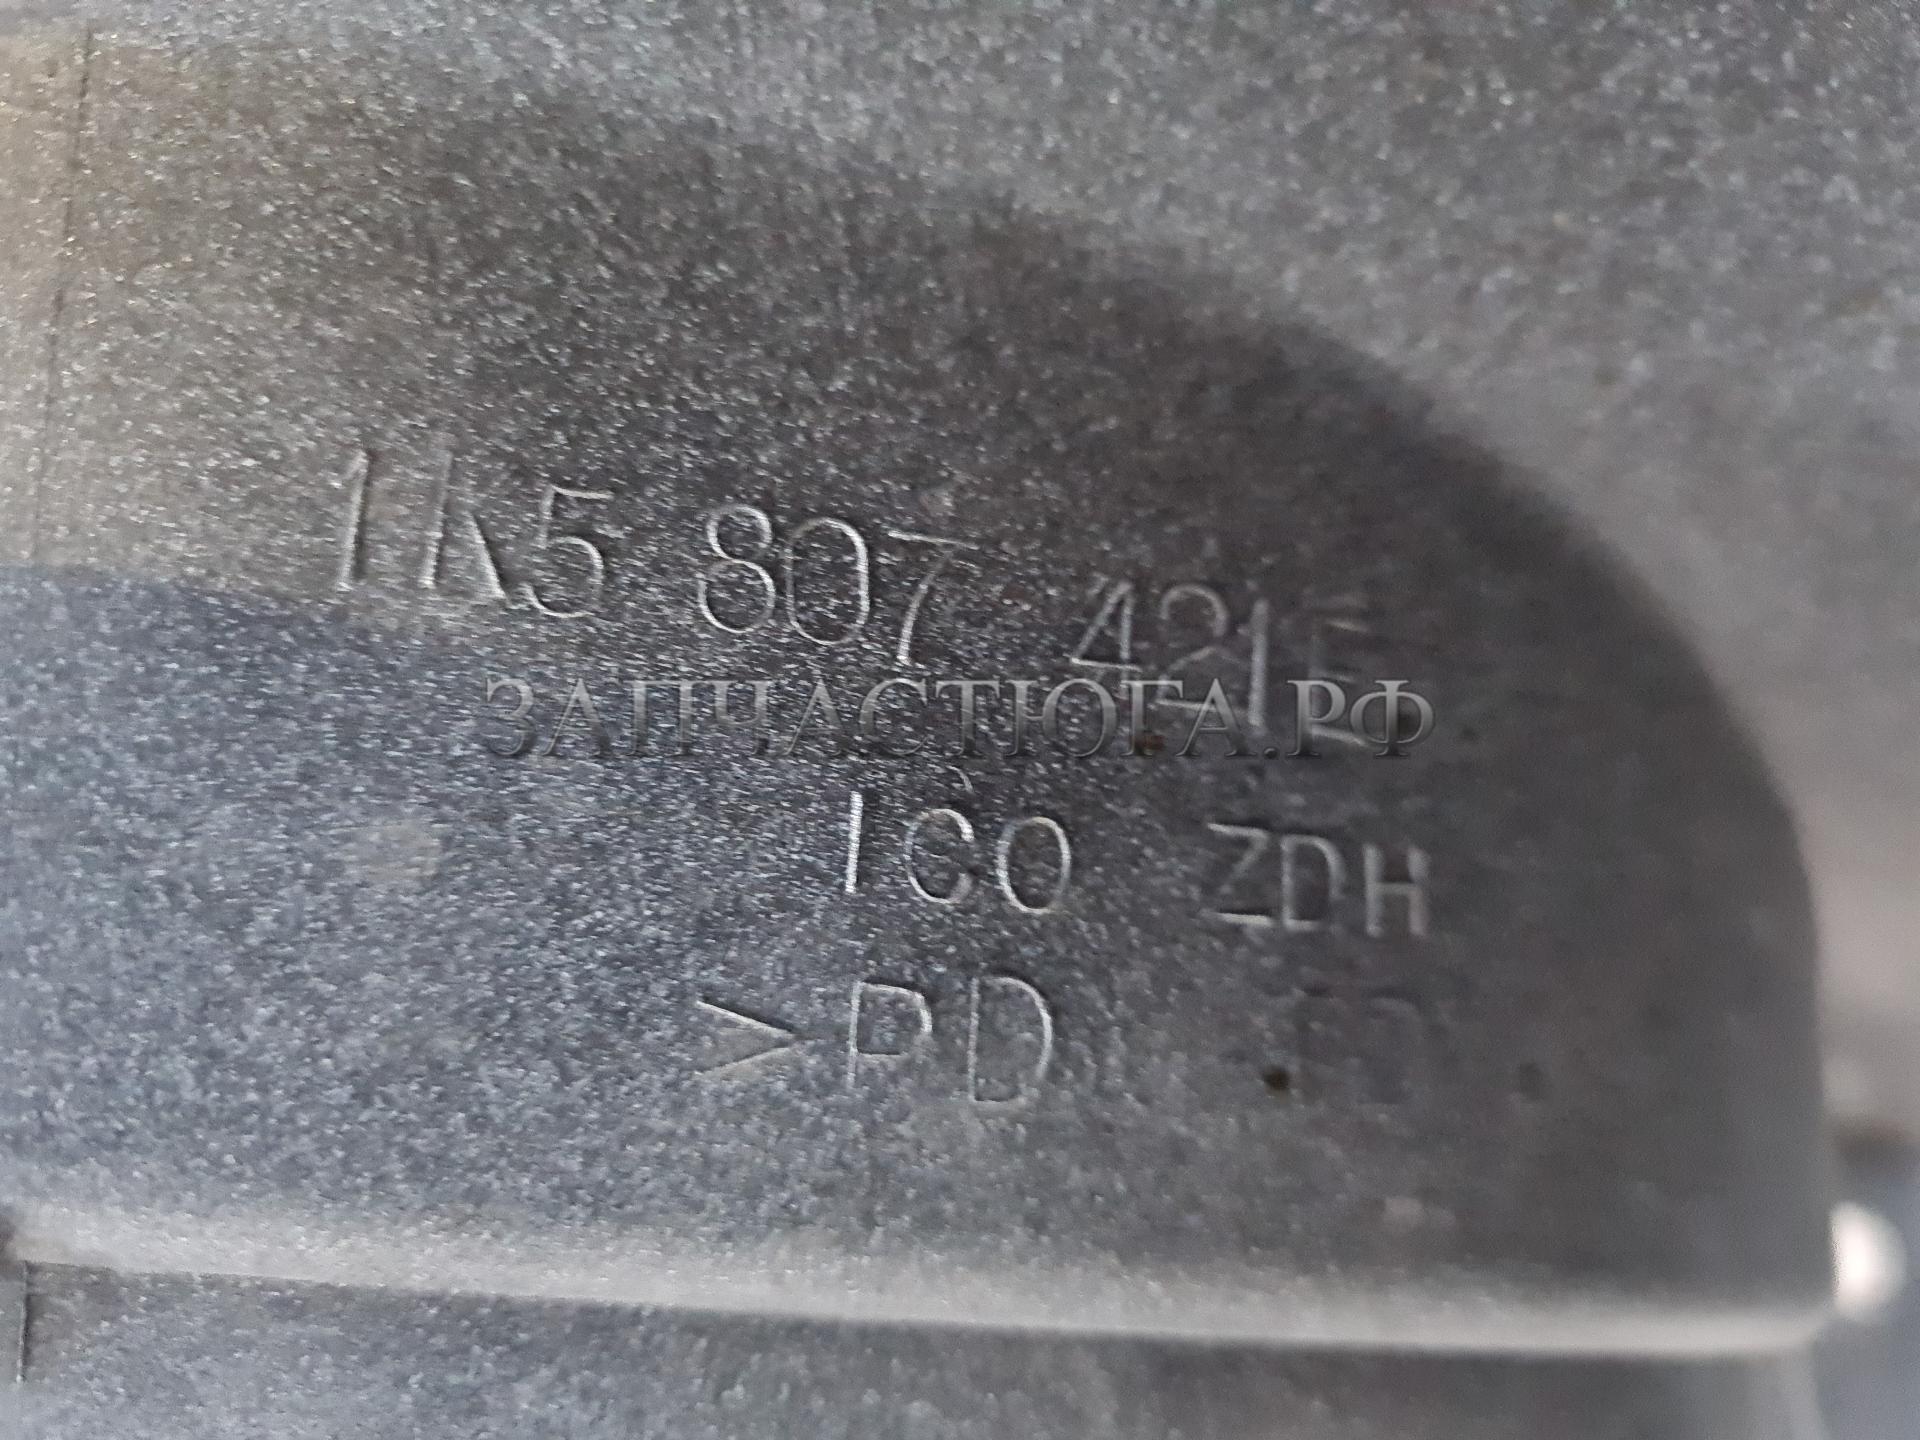 1K5 807 421E
ЗАПЧАСТЮГА.РФ
ICO ZDH
>PD